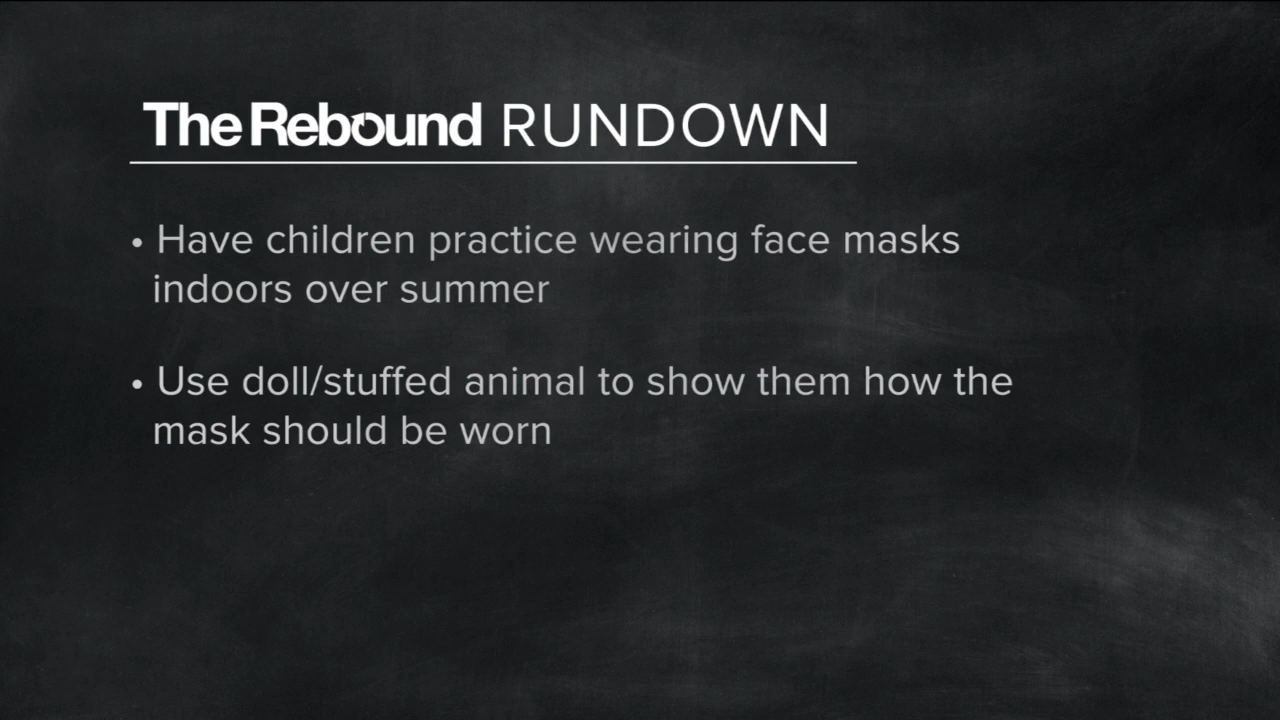 The Rebound RUNDOWN
• Have children practice wearing face masks
indoors over summer
• Use doll/stuffed animal to show them how the
mask should be worn